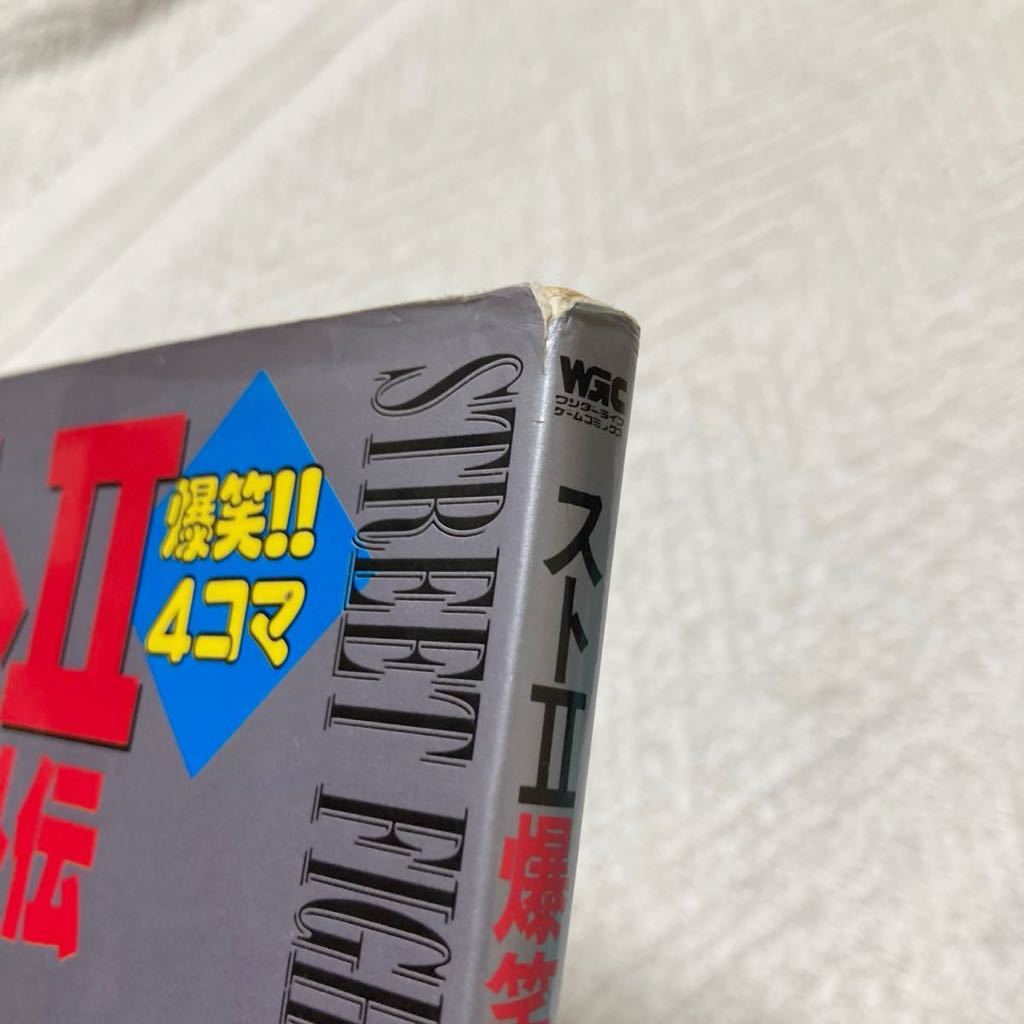 II
伝
爆笑!!
4コマ
STREET FIGH
WGC
ワンダーライフ
ゲームコミックス
ストII爆笑